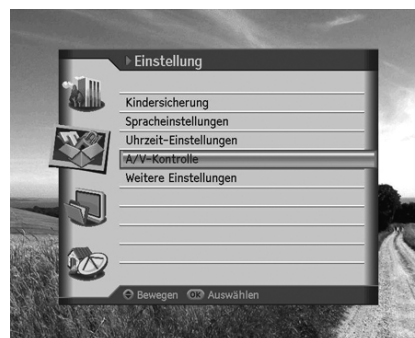 Einstellung
Kindersicherung
Spracheinstellungen
Uhrzeit-Einstellungen
A/V-Kontrolle
Weitere Einstellungen
Bewegen OK Auswählen